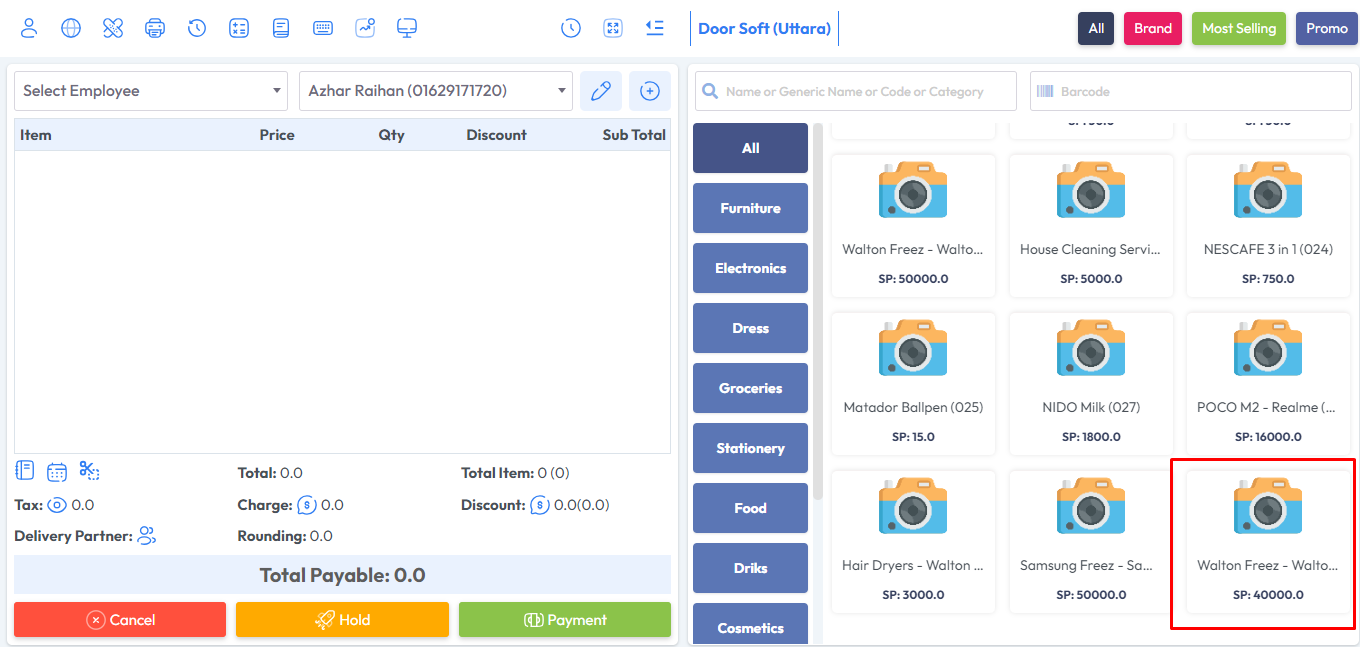 Door Soft (Uttara)
All
Brand
Most Selling
Promo
Select Employee
Azhar Raihan (01629171720)
Name or Generic Name or Code or Category
Barcode
Item Price Qty Discount Sub Total
Total: 0.0
Total Item: 0 (0)
Tax: 0.0
Charge: 0.0
Discount: 0.0(0.0)
Delivery Partner:
Rounding: 0.0
Total Payable: 0.0
Cancel
Hold
Payment
All
Furniture
Electronics
Dress
Groceries
Stationery
Food
Driks
Cosmetics
Walton Freez - Walto...
SP: 50000.0
House Cleaning Servi...
SP: 5000.0
NESCAFE 3 in 1 (024)
SP: 750.0
Matador Ballpen (025)
SP: 15.0
NIDO Milk (027)
SP: 1800.0
POCO M2 - Realme (...
SP: 16000.0
Hair Dryers - Walton ...
SP: 3000.0
Samsung Freez - Sa...
SP: 50000.0
Walton Freez - Walto...
SP: 40000.0